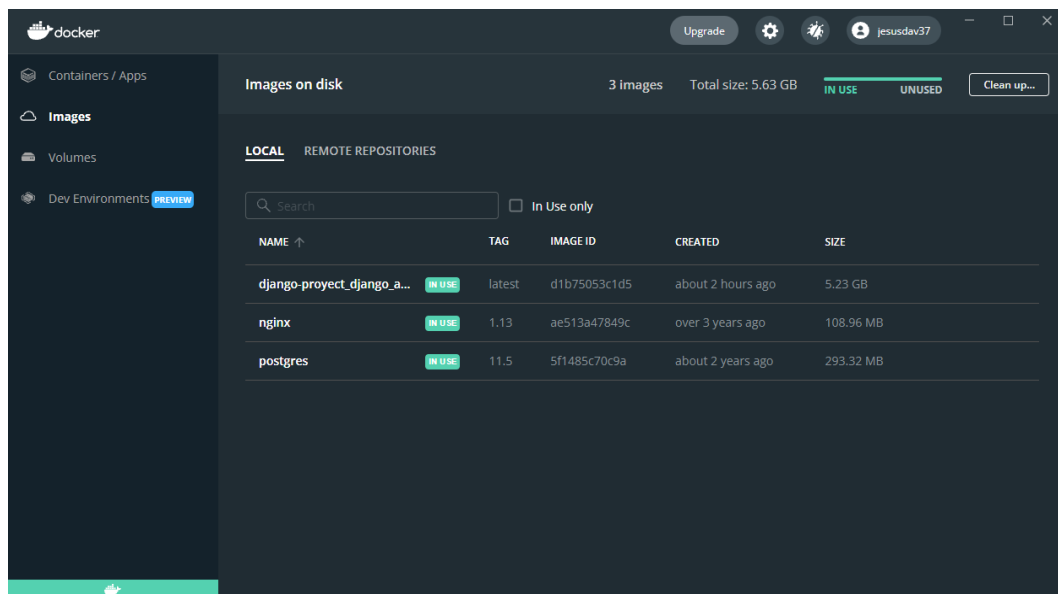 docker
Upgrade
jesusdav37
Containers / Apps
Images
Volumes
Dev Environments PREVIEW
Images on disk
3 images
Total size: 5.63 GB
IN USE
UNUSED
Clean up...
LOCAL
REMOTE REPOSITORIES
Search
In Use only
NAME TAG IMAGE ID CREATED SIZE
django-proyect_django_a... IN USE latest d1b75053c1d5 about 2 hours ago 5.23 GB
nginx IN USE 1.13 ae513a47849c over 3 years ago 108.96 MB
postgres IN USE 11.5 5f1485c70c9a about 2 years ago 293.32 MB